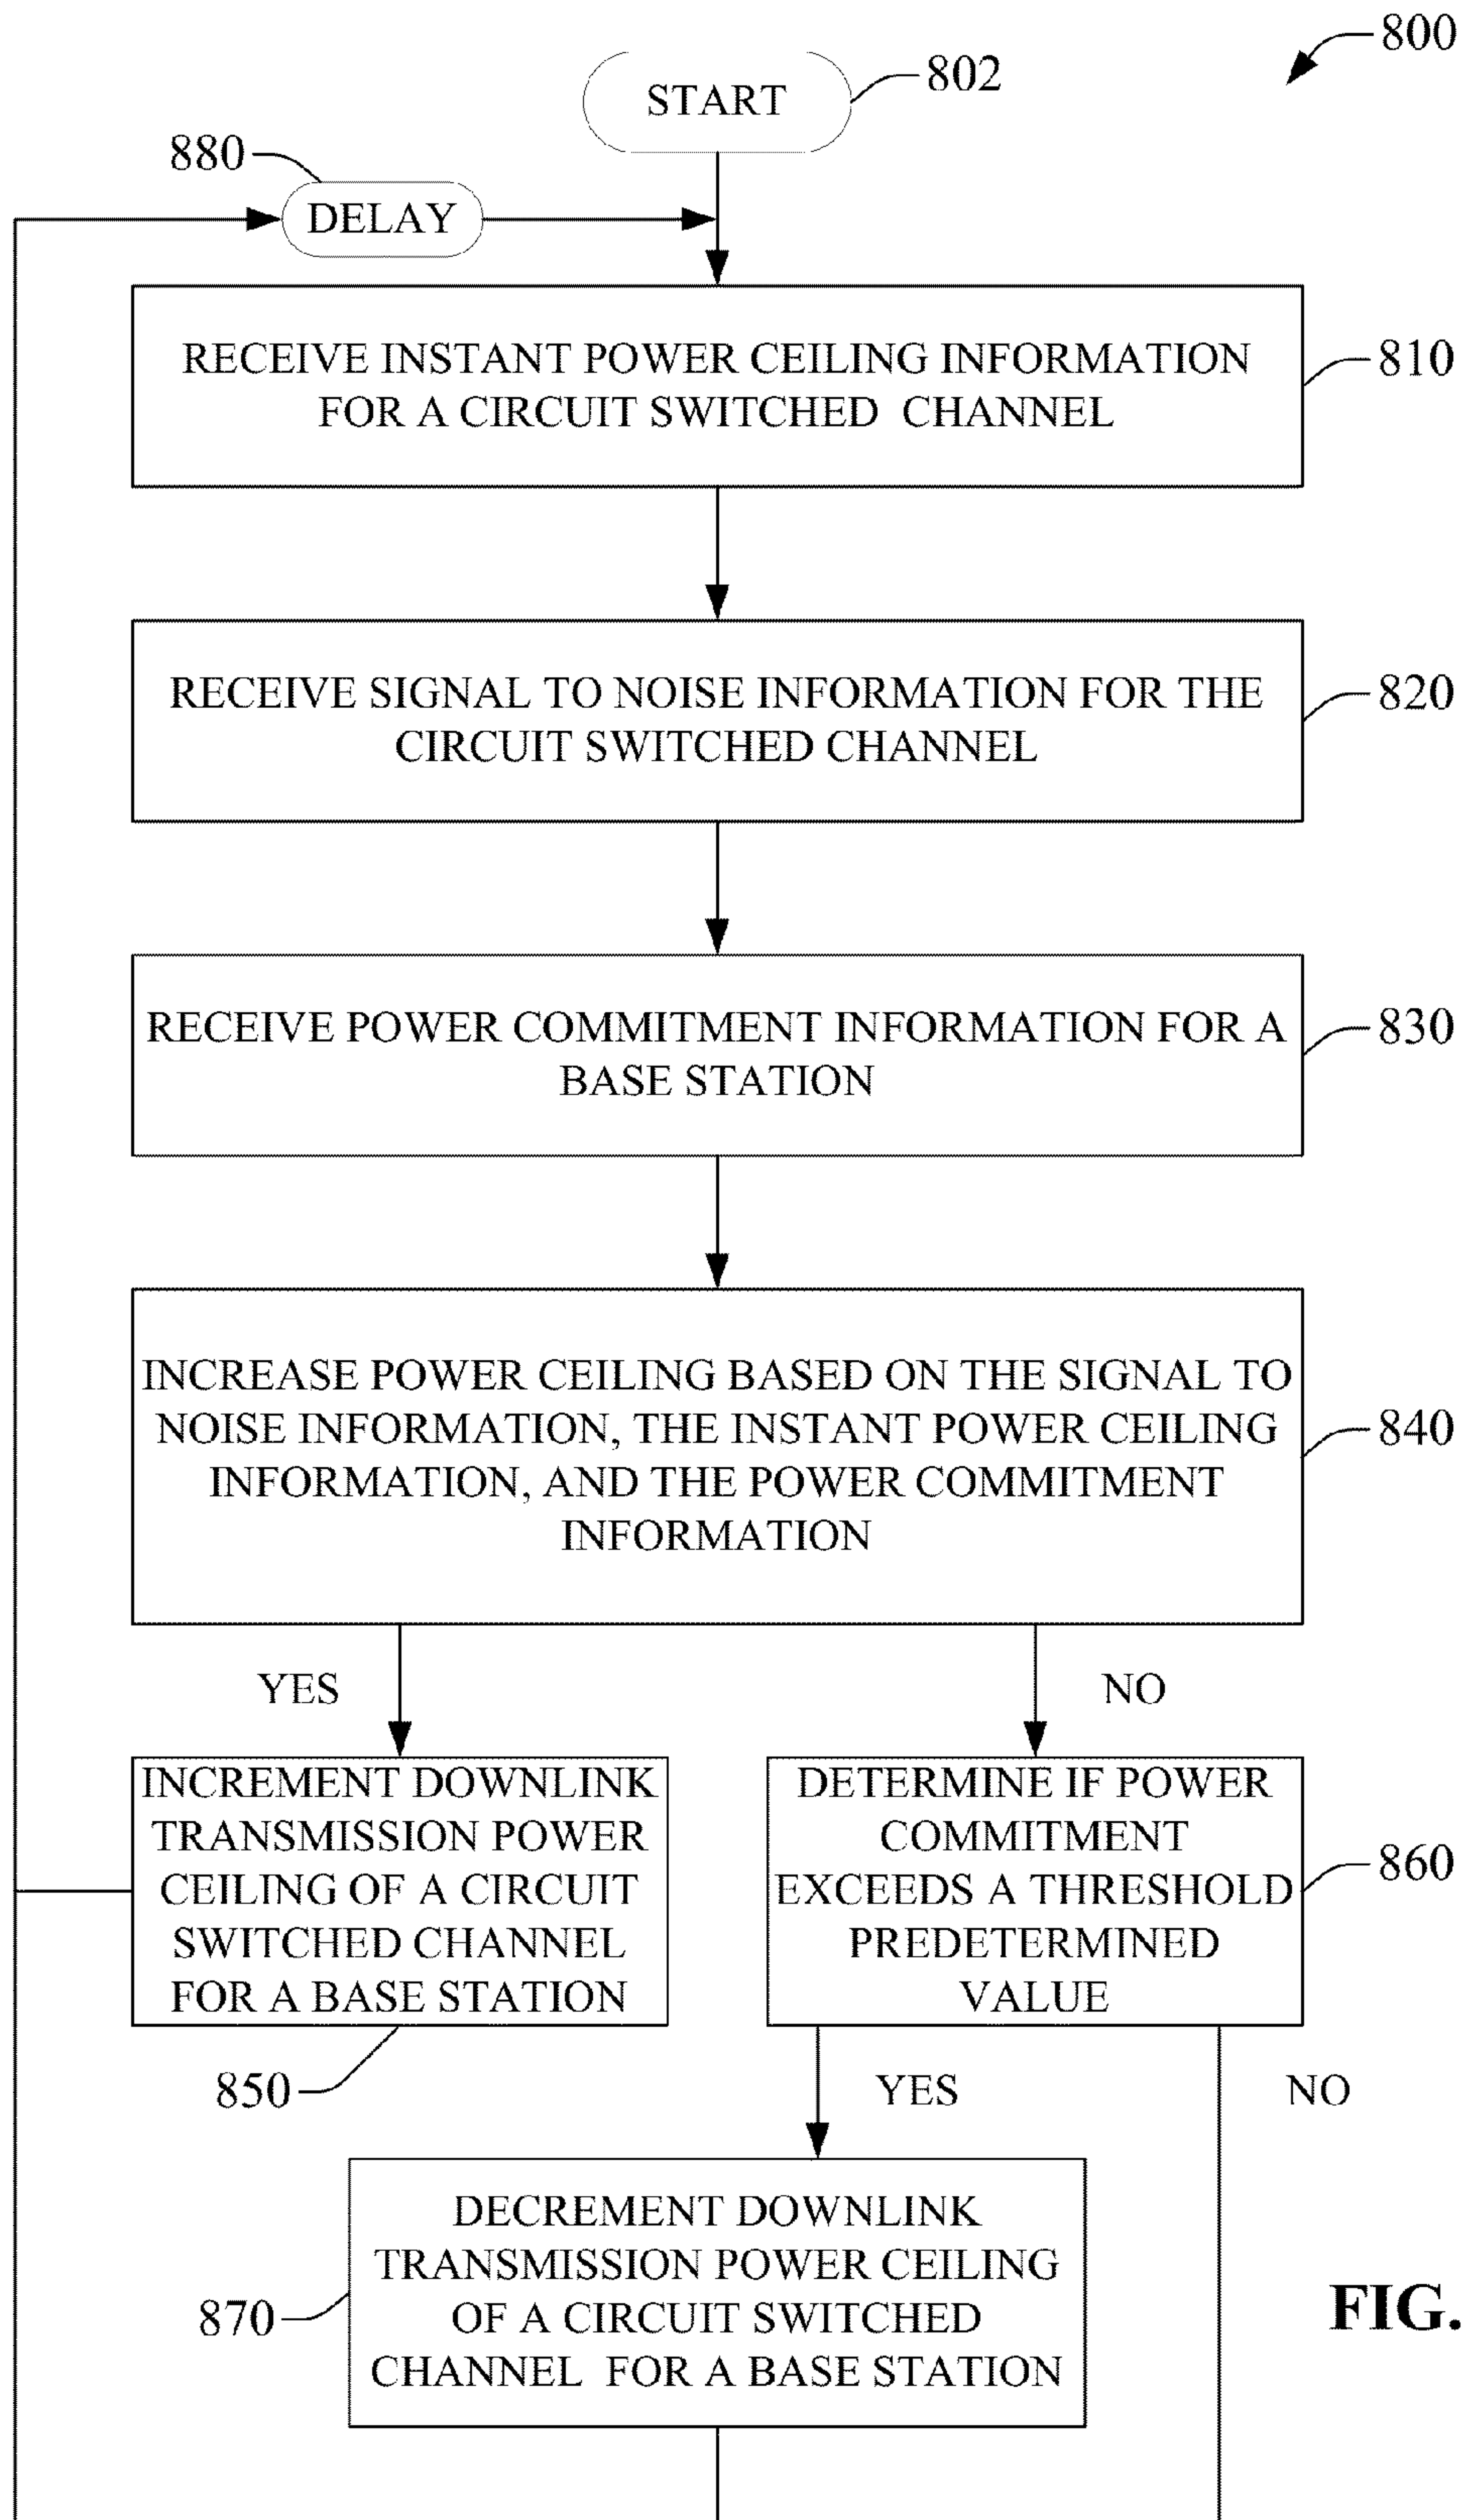 800
START
802
880
DELAY
RECEIVE INSTANT POWER CEILING INFORMATION
FOR A CIRCUIT SWITCHED CHANNEL
810
RECEIVE SIGNAL TO NOISE INFORMATION FOR THE
CIRCUIT SWITCHED CHANNEL
820
RECEIVE POWER COMMITMENT INFORMATION FOR A
BASE STATION
830
INCREASE POWER CEILING BASED ON THE SIGNAL TO
NOISE INFORMATION, THE INSTANT POWER CEILING
INFORMATION, AND THE POWER COMMITMENT
INFORMATION
840
YES
NO
INCREMENT DOWNLINK
TRANSMISSION POWER
CEILING OF A CIRCUIT
SWITCHED CHANNEL
FOR A BASE STATION
850
DETERMINE IF POWER
COMMITMENT
EXCEEDS A THRESHOLD
PREDETERMINED
VALUE
860
YES
NO
DECREMENT DOWNLINK
TRANSMISSION POWER CEILING
OF A CIRCUIT SWITCHED
CHANNEL FOR A BASE STATION
870
FIG.